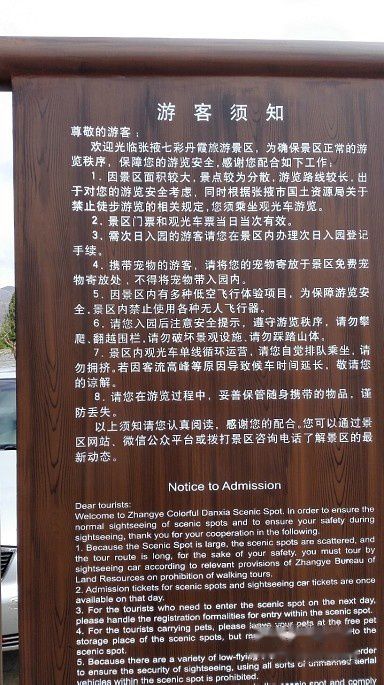 游客须知
尊敬的游客：
欢迎光临张掖七彩丹霞旅游景区，为确保景区正常的游
览秩序，保障您的游览安全，感谢您配合如下工作：
1．因景区面积较大，景点较为分散，游览路线较长，出
于对您的游览安全考虑，同时根据张掖市国土资源局关于
禁止徒步游览的相关规定，您须乘坐观光车游览。
2．景区门票和观光车票当日当次有效。
3．需次日入园的游客请您在景区内办理次日入园登记
手续。
4．携带宠物的游客，请将您的宠物寄放于景区免费宠
物寄放处，不得将宠物带入园内。
5．因景区内有多种低空飞行体验项目，为保障游览安
全，景区内禁止使用各种无人飞行器。
6．请您入园后注意安全提示，遵守游览秩序，请勿攀
爬、翻越围栏，请勿破坏景观设施，请勿踩踏山体。
7．景区内观光车单线循环运营，请您自觉排队乘坐，请
勿拥挤。若因客流高峰等原因导致候车时间延长，敬请您
的谅解。
8．请您在游览过程中，妥善保管随身携带的物品，谨
防丢失。
以上须知请您认真阅读，感谢您的配合。您可以通过景
区网站、微信公众平台或拨打景区咨询电话了解景区的最
新动态。
Notice to Admission
Dear tourists:
Welcome to Zhangye Colorful Danxia Scenic Spot. In order to ensure the
normal sightseeing of scenic spots and to ensure your safety during
sightseeing, thank you for your cooperation in the following.
1. Because the Scenic Spot is large, the scenic spots are scattered, and
the tour route is long, for the sake of your safety, you must tour by
sightseeing car according to relevant provisions of Zhangye Bureau of
Land Resources on prohibition of walking tours.
2. Admission tickets for scenic spots and sightseeing car tickets are once
available on that day.
3. For the tourists who need to enter the scenic spot on the next day,
please handle the registration formalities for entry within the scenic spot.
4. For the tourists carrying pets, please leave your pets at the free pet
storage place of the scenic spots, but to the
scenic spot.
5. Because there are a variety of low-flying order
to ensure the security of sightseeing, using all sorts of unmanned aerial
vehicles within the scenic spot is prohibited.
scenic spot and comply